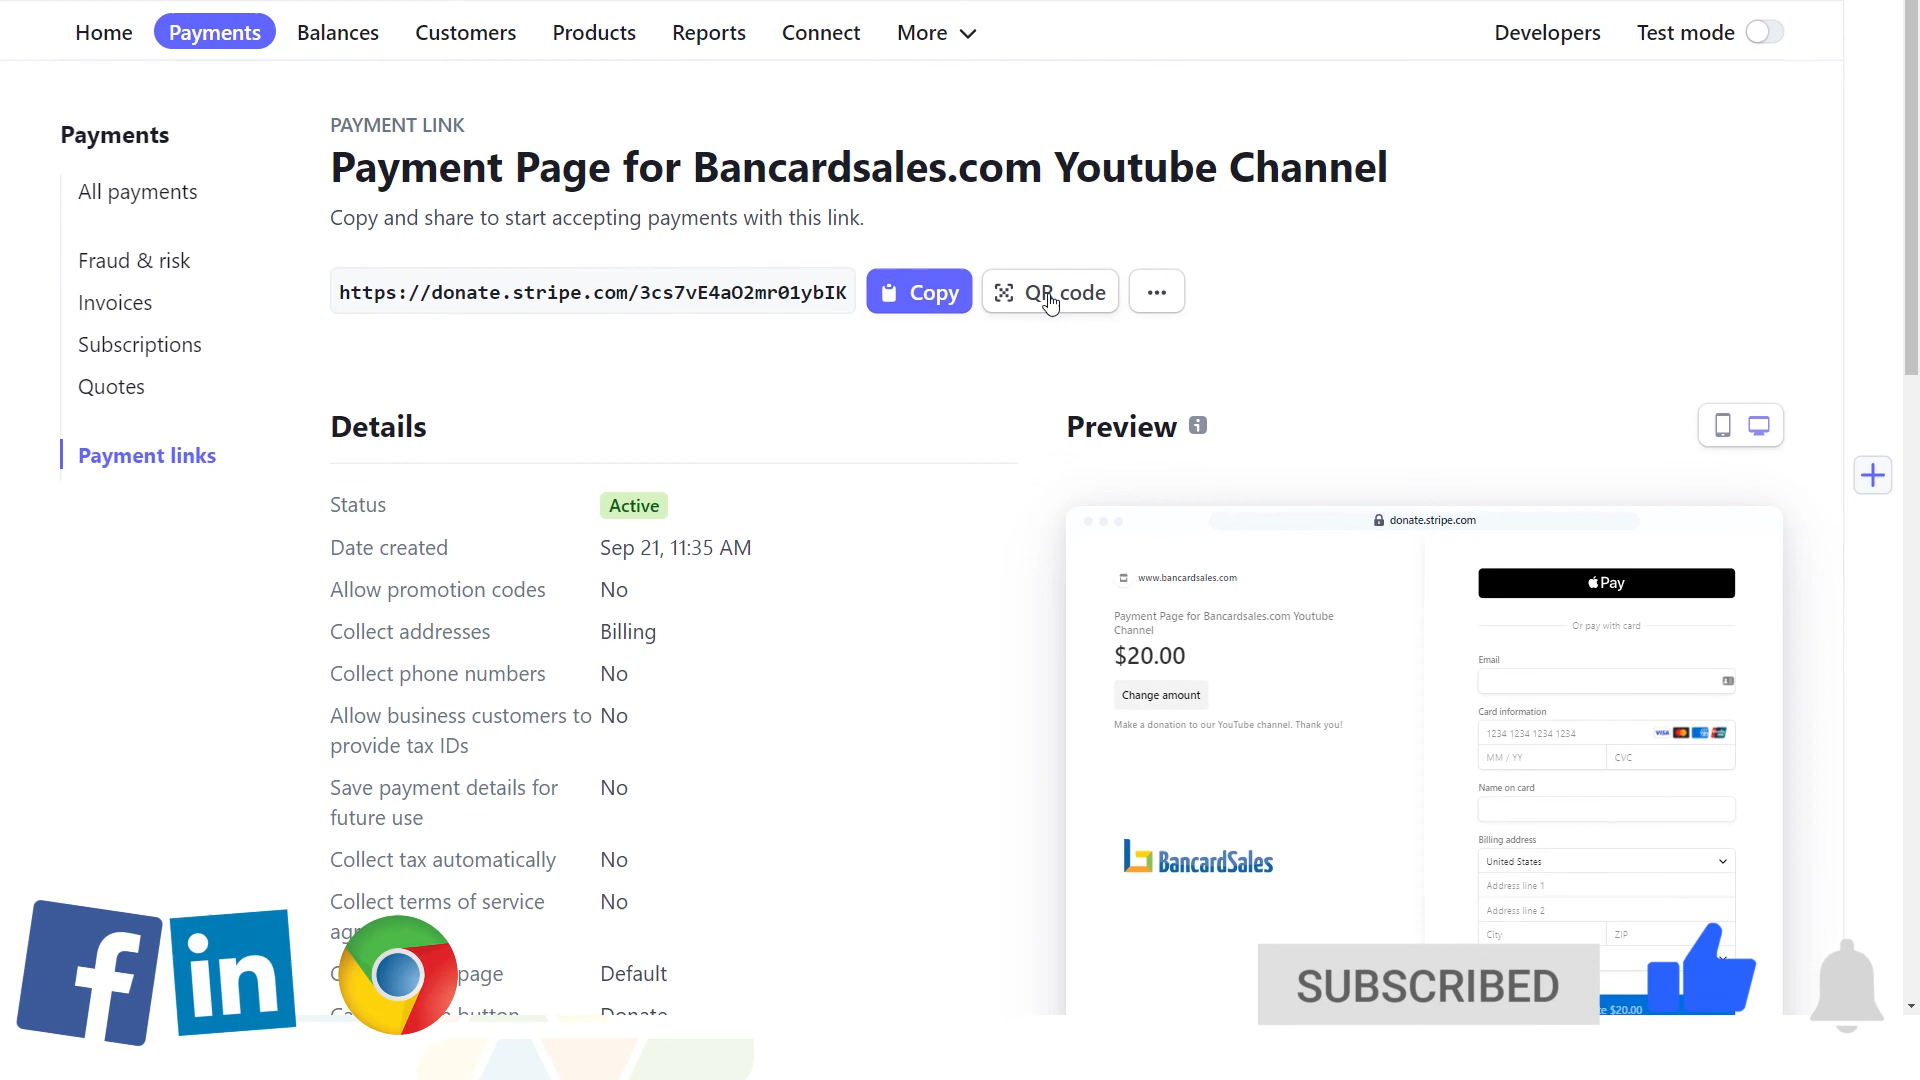 Home Payments Balances Customers Products Reports Connect More Developers Test mode
Payments
All payments
Fraud & risk
Invoices
Subscriptions
Quotes
Payment links
PAYMENT LINK
Payment Page for Bancardsales.com Youtube Channel
Copy and share to start accepting payments with this link.
https://donate.stripe.com/3cs7vE4aO2mr01ybIK Copy QR code
Details
Status Active
Date created Sep 21, 11:35 AM
Allow promotion codes No
Collect addresses Billing
Collect phone numbers No
Allow business customers to No
provide tax IDs
Save payment details for No
future use
Collect tax automatically No
Collect terms of service No
page Default
Donate
Preview
donate.stripe.com
www.bancardsales.com
Payment Page for Bancardsales.com Youtube
Channel
$20.00
Change amount
Make a donation to our YouTube channel. Thank you!
BancardSales
Pay
Or pay with card
Email
Card information
1234 1234 1234 1234 VISA
MM / YY CVC
Name on card
Billing address
United States
Address line 1
Address line 2
City ZIP
$20.00
f in
SUBSCRIBED